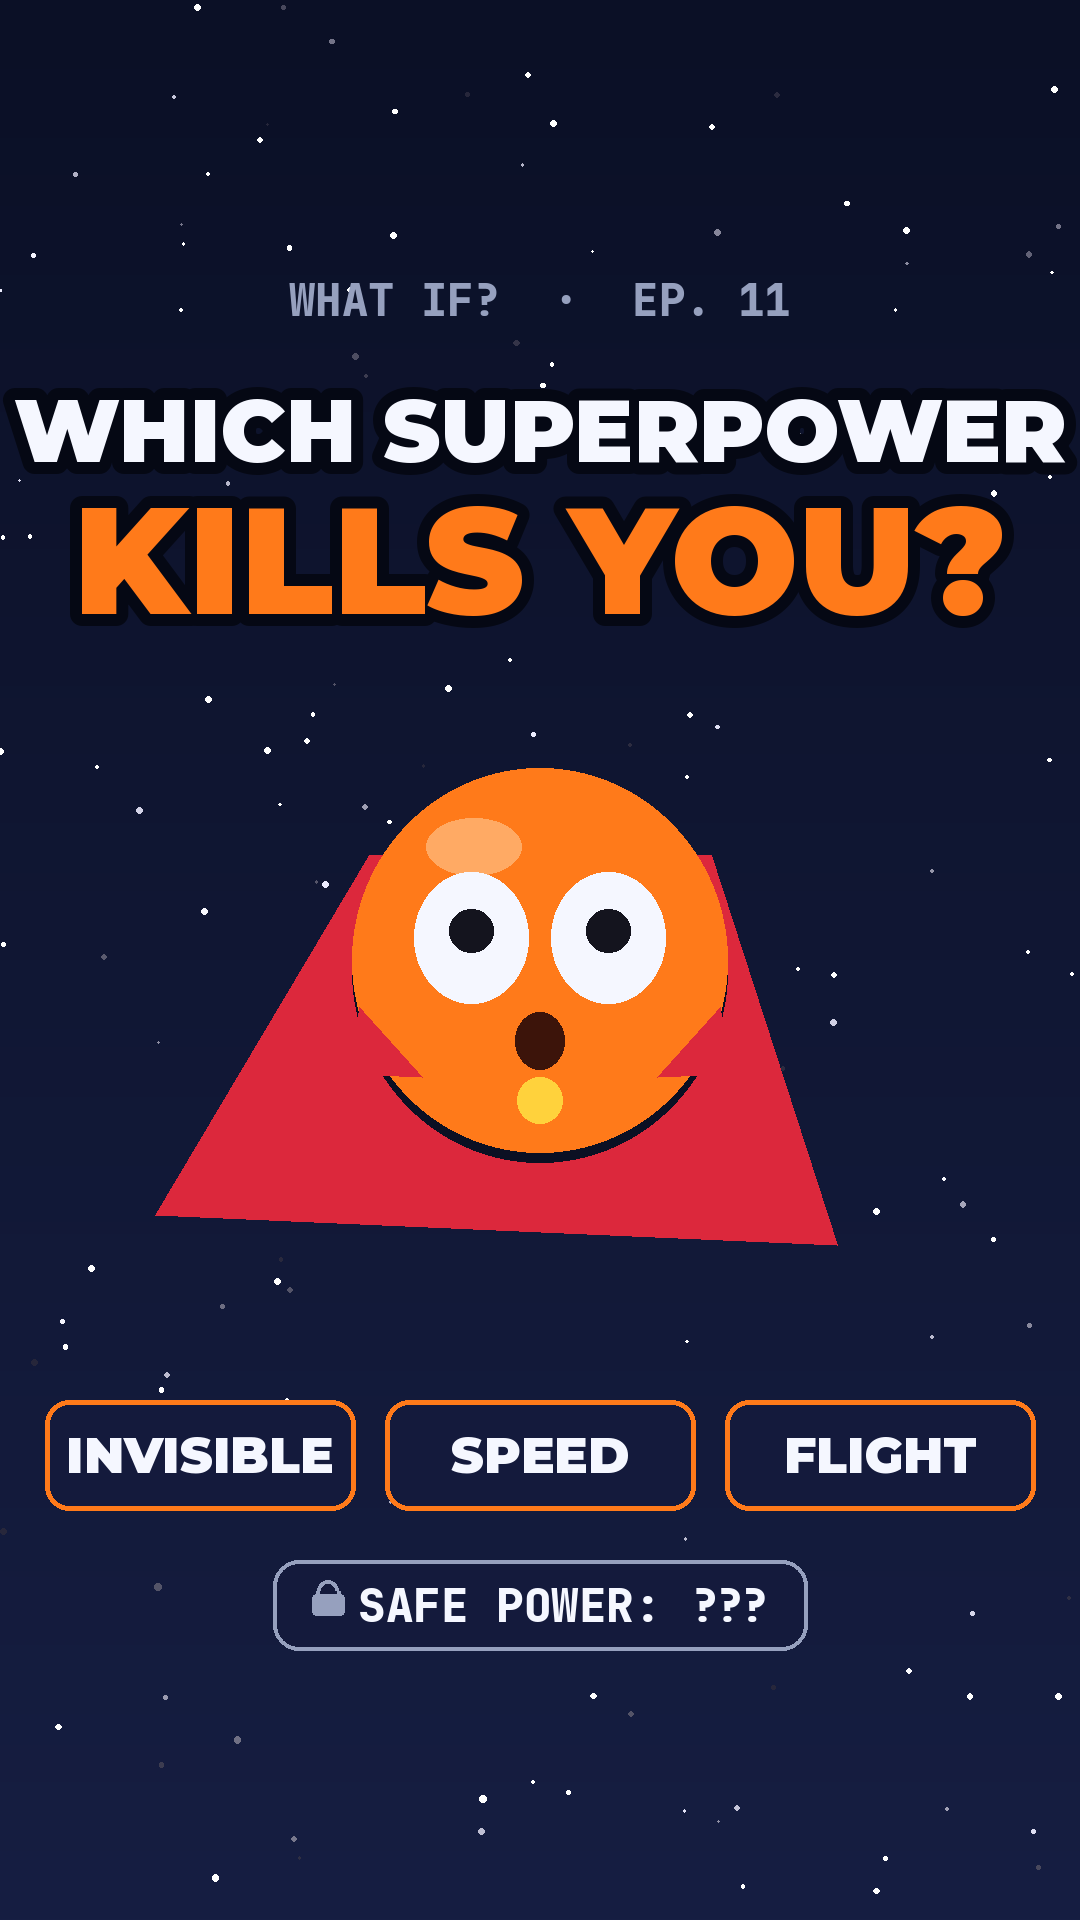 WHAT IF? · EP. 11
WHICH SUPERPOWER
KILLS YOU?
INVISIBLE SPEED FLIGHT
SAFE POWER: ???